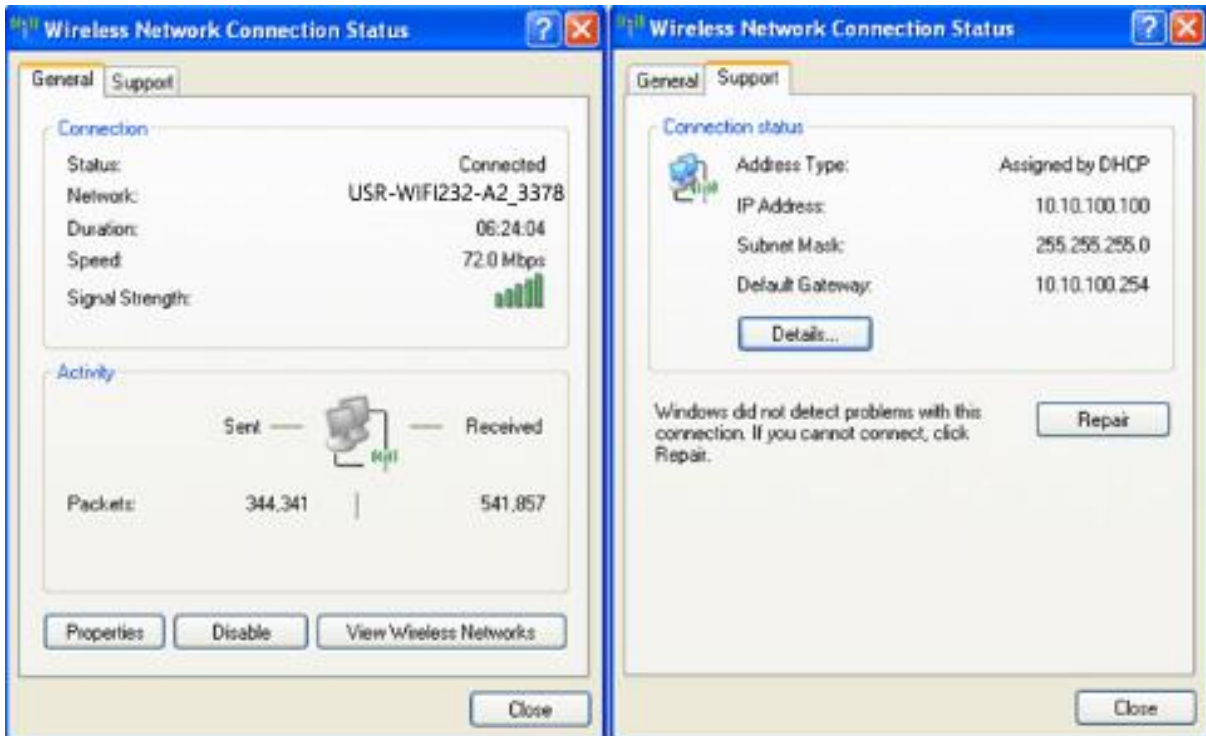 Wireless Network Connection Status
General Support
Connection
Status: Connected
Network: USR-WIFI232-A2_3378
Duration: 06:24:04
Speed: 72.0 Mbps
Signal Strength:
Activity
Sent Received
Packets: 344,341 541,857
Properties Disable View Wireless Networks
Close
Wireless Network Connection Status
General Support
Connection status
Address Type: Assigned by DHCP
IP Address: 10.10.100.100
Subnet Mask: 255.255.255.0
Default Gateway: 10.10.100.254
Details...
Windows did not detect problems with this
connection. If you cannot connect, click
Repair.
Repair
Close